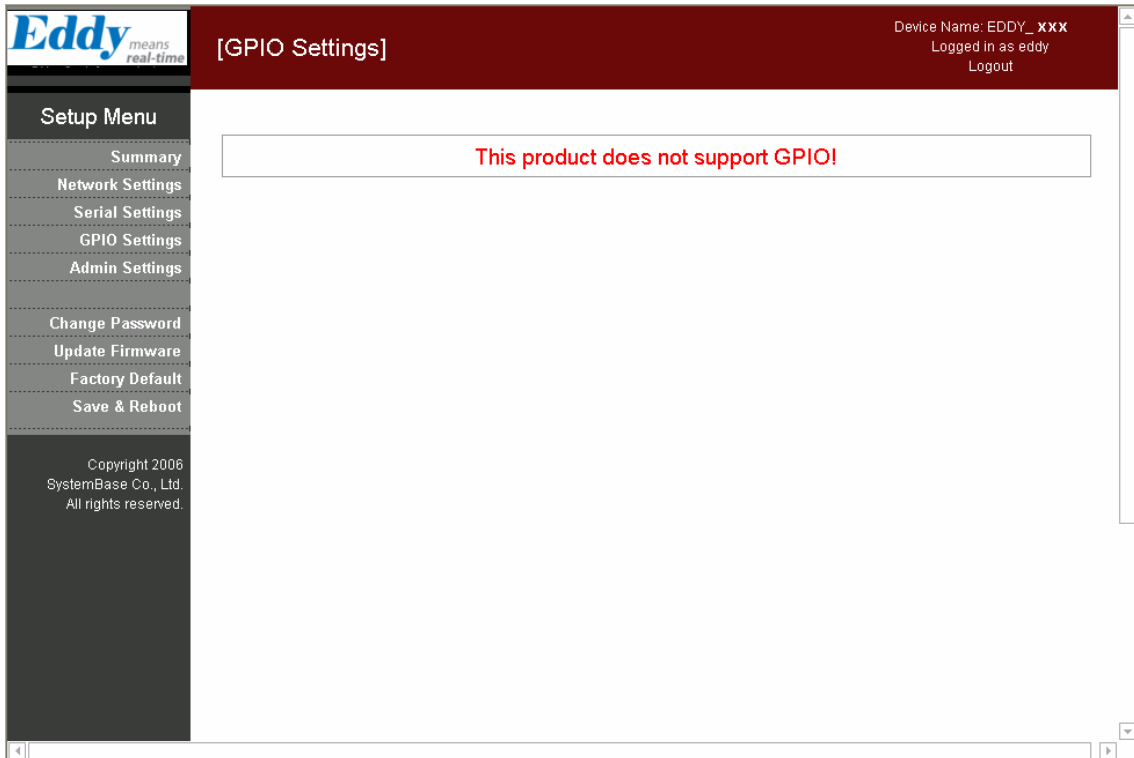 Eddy means
real-time
[GPIO Settings]
Device Name: EDDY_ XXX
Logged in as eddy
Logout
Setup Menu
Summary
Network Settings
Serial Settings
GPIO Settings
Admin Settings
Change Password
Update Firmware
Factory Default
Save & Reboot
Copyright 2006
SystemBase Co., Ltd.
All rights reserved.
This product does not support GPIO!